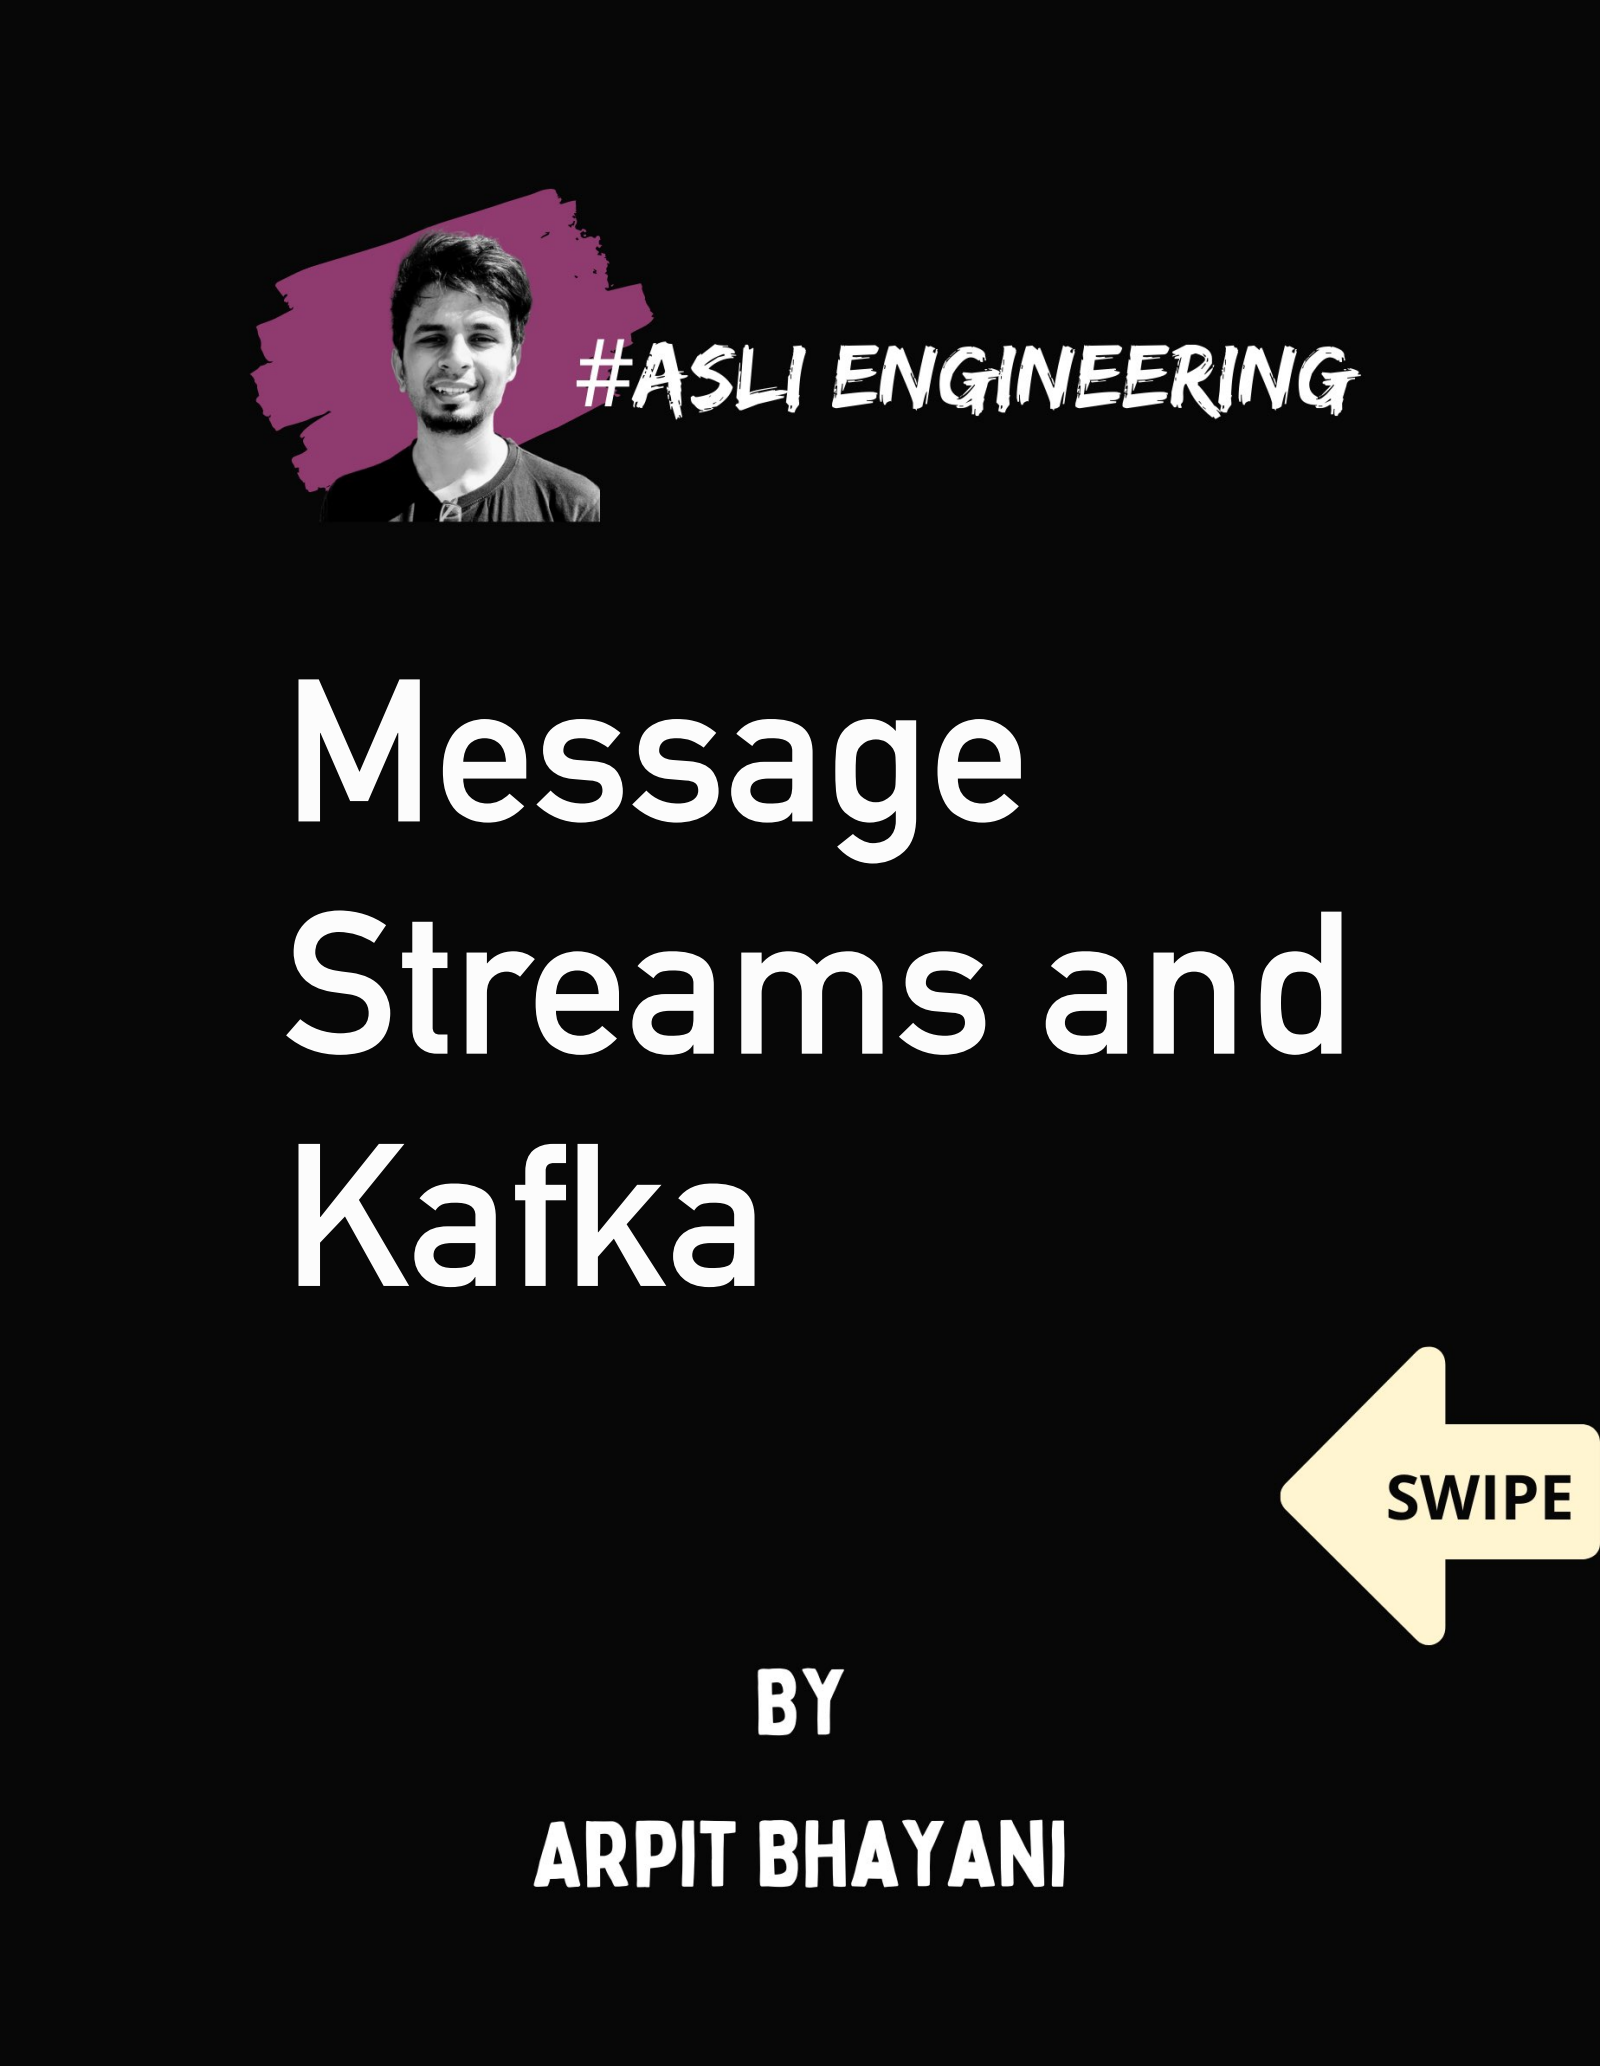 #ASLI ENGINEERING
Message
Streams and
Kafka
SWIPE
BY
ARPIT BHAYANI